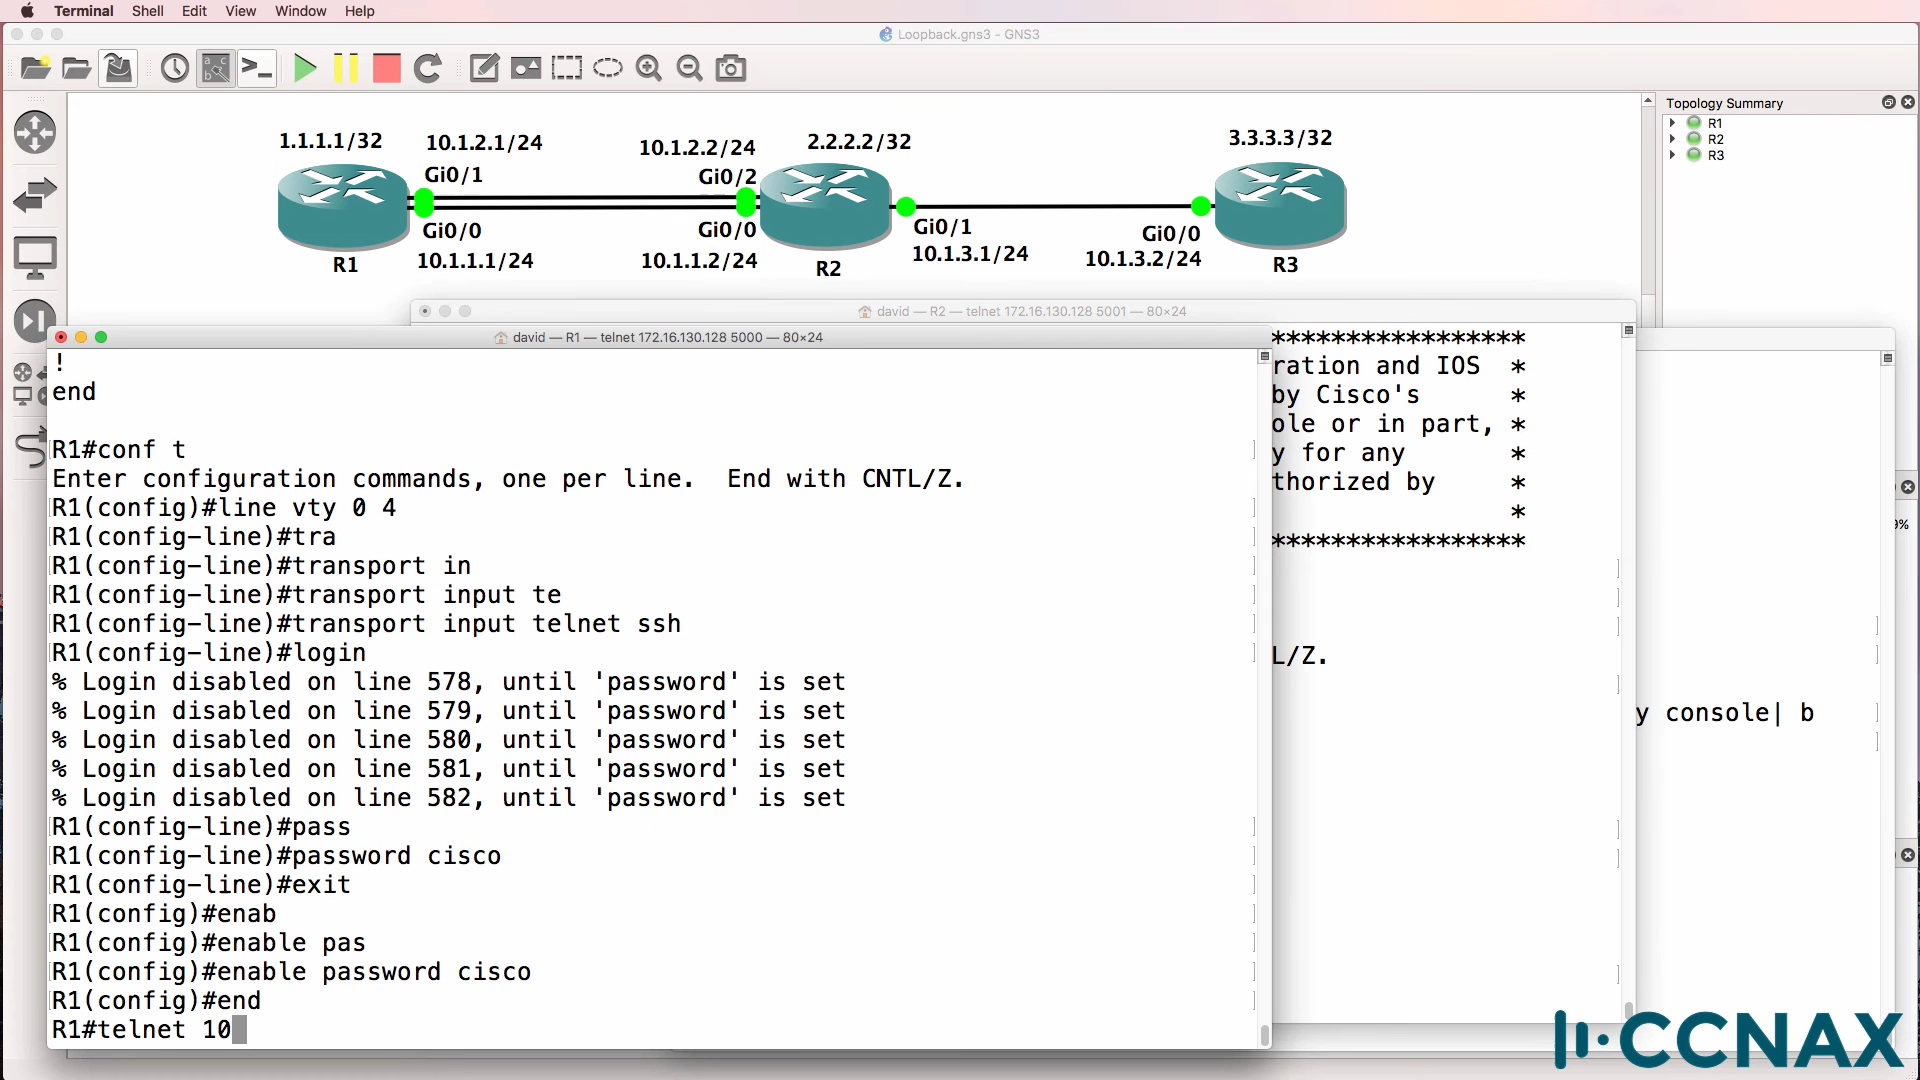 Terminal Shell Edit View Window Help
Loopback.gns3 - GNS3
Topology Summary
R1
R2
R3
1.1.1.1/32
10.1.2.1/24
Gi0/1
10.1.2.2/24
Gi0/2
2.2.2.2/32
3.3.3.3/32
Gi0/0
10.1.1.1/24
R1
Gi0/0
10.1.1.2/24
R2
Gi0/1
10.1.3.1/24
Gi0/0
10.1.3.2/24
R3
david — R2 — telnet 172.16.130.128 5001 — 80×24
*****************
ration and IOS *
by Cisco's *
ole or in part, *
y for any *
thorized by *
*
*****************
L/Z.
9%
y console| b
david — R1 — telnet 172.16.130.128 5000 — 80×24
!
end
R1#conf t
Enter configuration commands, one per line.  End with CNTL/Z.
R1(config)#line vty 0 4
R1(config-line)#tra
R1(config-line)#transport in
R1(config-line)#transport input te
R1(config-line)#transport input telnet ssh
R1(config-line)#login
% Login disabled on line 578, until 'password' is set
% Login disabled on line 579, until 'password' is set
% Login disabled on line 580, until 'password' is set
% Login disabled on line 581, until 'password' is set
% Login disabled on line 582, until 'password' is set
R1(config-line)#pass
R1(config-line)#password cisco
R1(config-line)#exit
R1(config)#enab
R1(config)#enable pas
R1(config)#enable password cisco
R1(config)#end
R1#telnet 10
CCNAX